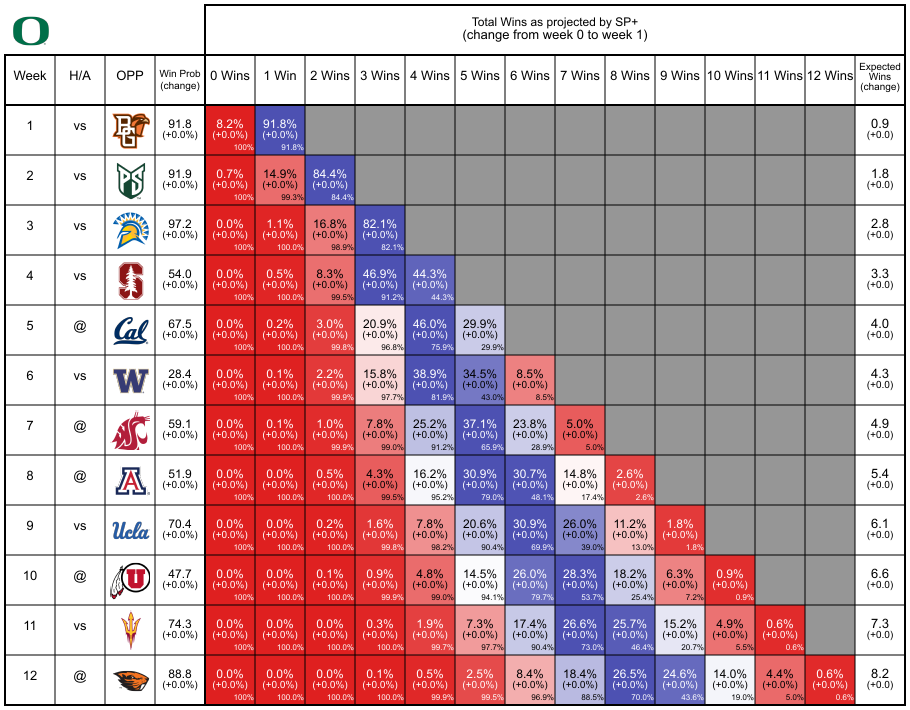 O
Total Wins as projected by SP+
(change from week 0 to week 1)
Week H/A OPP Win Prob (change) 0 Wins 1 Win 2 Wins 3 Wins 4 Wins 5 Wins 6 Wins 7 Wins 8 Wins 9 Wins 10 Wins 11 Wins 12 Wins Expected Wins (change)
1 vs BG 91.8 (+0.0%) 8.2% (+0.0%) 100% 91.8% (+0.0%) 91.8% 0.9 (+0.0)
2 vs PS 91.9 (+0.0%) 0.7% (+0.0%) 100% 14.9% (+0.0%) 99.3% 84.4% (+0.0%) 84.4% 1.8 (+0.0)
3 vs 97.2 (+0.0%) 0.0% (+0.0%) 100% 1.1% (+0.0%) 100.0% 16.8% (+0.0%) 98.9% 82.1% (+0.0%) 82.1% 2.8 (+0.0)
4 vs S 54.0 (+0.0%) 0.0% (+0.0%) 100% 0.5% (+0.0%) 100.0% 8.3% (+0.0%) 99.5% 46.9% (+0.0%) 91.2% 44.3% (+0.0%) 44.3% 3.3 (+0.0)
5 @ Cal 67.5 (+0.0%) 0.0% (+0.0%) 100% 0.2% (+0.0%) 100.0% 3.0% (+0.0%) 99.8% 20.9% (+0.0%) 96.8% 46.0% (+0.0%) 75.9% 29.9% (+0.0%) 29.9% 4.0 (+0.0)
6 vs W 28.4 (+0.0%) 0.0% (+0.0%) 100% 0.1% (+0.0%) 100.0% 2.2% (+0.0%) 99.9% 15.8% (+0.0%) 97.7% 38.9% (+0.0%) 81.9% 34.5% (+0.0%) 43.0% 8.5% (+0.0%) 8.5% 4.3 (+0.0)
7 @ 59.1 (+0.0%) 0.0% (+0.0%) 100% 0.1% (+0.0%) 100.0% 1.0% (+0.0%) 99.9% 7.8% (+0.0%) 99.0% 25.2% (+0.0%) 91.2% 37.1% (+0.0%) 65.9% 23.8% (+0.0%) 28.9% 5.0% (+0.0%) 5.0% 4.9 (+0.0)
8 @ A 51.9 (+0.0%) 0.0% (+0.0%) 100% 0.0% (+0.0%) 100.0% 0.5% (+0.0%) 100.0% 4.3% (+0.0%) 99.5% 16.2% (+0.0%) 95.2% 30.9% (+0.0%) 79.0% 30.7% (+0.0%) 48.1% 14.8% (+0.0%) 17.4% 2.6% (+0.0%) 2.6% 5.4 (+0.0)
9 vs Ucla 70.4 (+0.0%) 0.0% (+0.0%) 100% 0.0% (+0.0%) 100.0% 0.2% (+0.0%) 100.0% 1.6% (+0.0%) 99.8% 7.8% (+0.0%) 98.2% 20.6% (+0.0%) 90.4% 30.9% (+0.0%) 69.9% 26.0% (+0.0%) 39.0% 11.2% (+0.0%) 13.0% 1.8% (+0.0%) 1.8% 6.1 (+0.0)
10 @ U 47.7 (+0.0%) 0.0% (+0.0%) 100% 0.0% (+0.0%) 100.0% 0.1% (+0.0%) 100.0% 0.9% (+0.0%) 99.9% 4.8% (+0.0%) 99.0% 14.5% (+0.0%) 94.1% 26.0% (+0.0%) 79.7% 28.3% (+0.0%) 53.7% 18.2% (+0.0%) 25.4% 6.3% (+0.0%) 7.2% 0.9% (+0.0%) 0.9% 6.6 (+0.0)
11 vs 74.3 (+0.0%) 0.0% (+0.0%) 100% 0.0% (+0.0%) 100.0% 0.0% (+0.0%) 100.0% 0.3% (+0.0%) 100.0% 1.9% (+0.0%) 99.7% 7.3% (+0.0%) 97.7% 17.4% (+0.0%) 90.4% 26.6% (+0.0%) 73.0% 25.7% (+0.0%) 46.4% 15.2% (+0.0%) 20.7% 4.9% (+0.0%) 5.5% 0.6% (+0.0%) 0.6% 7.3 (+0.0)
12 @ 88.8 (+0.0%) 0.0% (+0.0%) 100% 0.0% (+0.0%) 100.0% 0.0% (+0.0%) 100.0% 0.1% (+0.0%) 100.0% 0.5% (+0.0%) 99.9% 2.5% (+0.0%) 99.5% 8.4% (+0.0%) 96.9% 18.4% (+0.0%) 88.5% 26.5% (+0.0%) 70.0% 24.6% (+0.0%) 43.6% 14.0% (+0.0%) 19.0% 4.4% (+0.0%) 5.0% 0.6% (+0.0%) 0.6% 8.2 (+0.0)